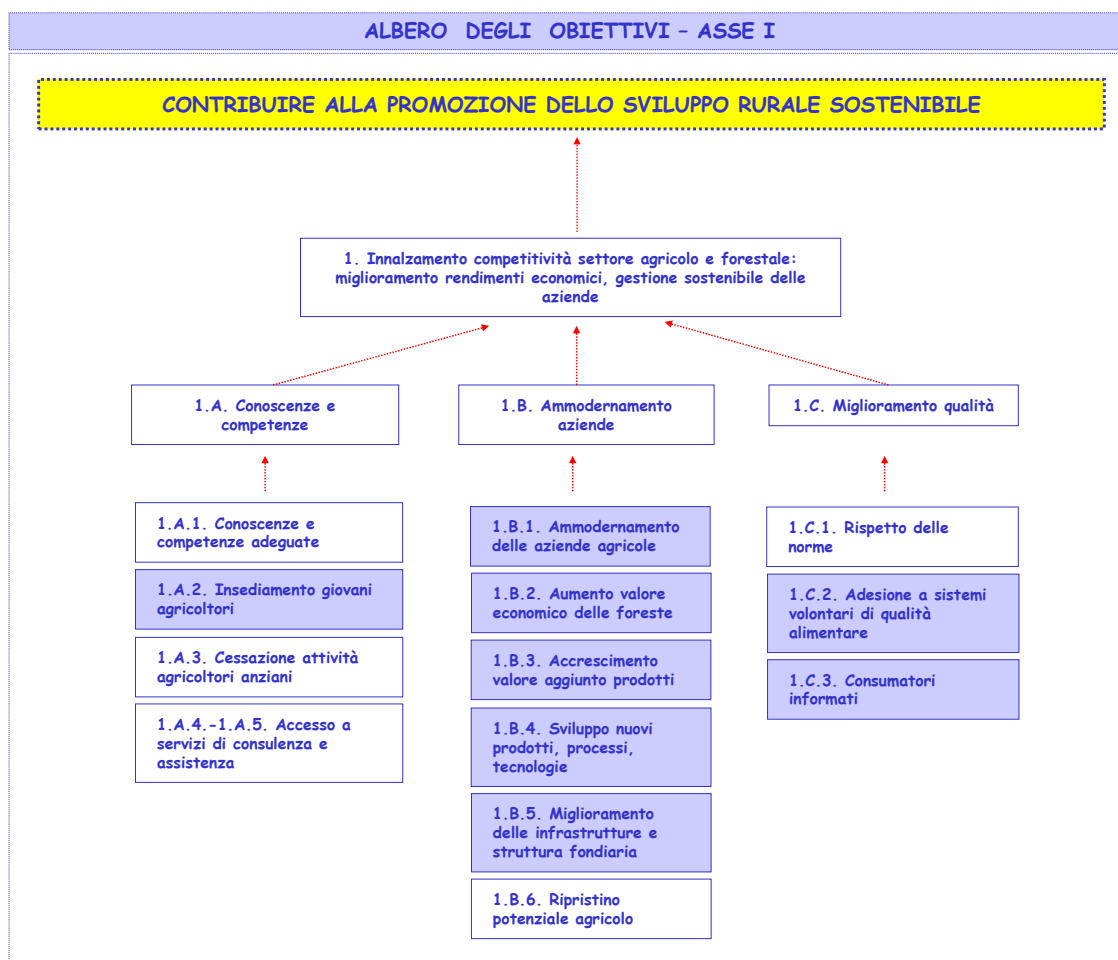 ALBERO DEGLI OBIETTIVI – ASSE I
CONTRIBUIRE ALLA PROMOZIONE DELLO SVILUPPO RURALE SOSTENIBILE
1. Innalzamento competitività settore agricolo e forestale:
miglioramento rendimenti economici, gestione sostenibile delle
aziende
1.A. Conoscenze e
competenze
1.B. Ammodernamento
aziende
1.C. Miglioramento qualità
1.A.1. Conoscenze e
competenze adeguate
1.A.2. Insediamento giovani
agricoltori
1.A.3. Cessazione attività
agricoltori anziani
1.A.4.-1.A.5. Accesso a
servizi di consulenza e
assistenza
1.B.1. Ammodernamento
delle aziende agricole
1.B.2. Aumento valore
economico delle foreste
1.B.3. Accrescimento
valore aggiunto prodotti
1.B.4. Sviluppo nuovi
prodotti, processi,
tecnologie
1.B.5. Miglioramento
delle infrastrutture e
struttura fondiaria
1.B.6. Ripristino
potenziale agricolo
1.C.1. Rispetto delle
norme
1.C.2. Adesione a sistemi
volontari di qualità
alimentare
1.C.3. Consumatori
informati